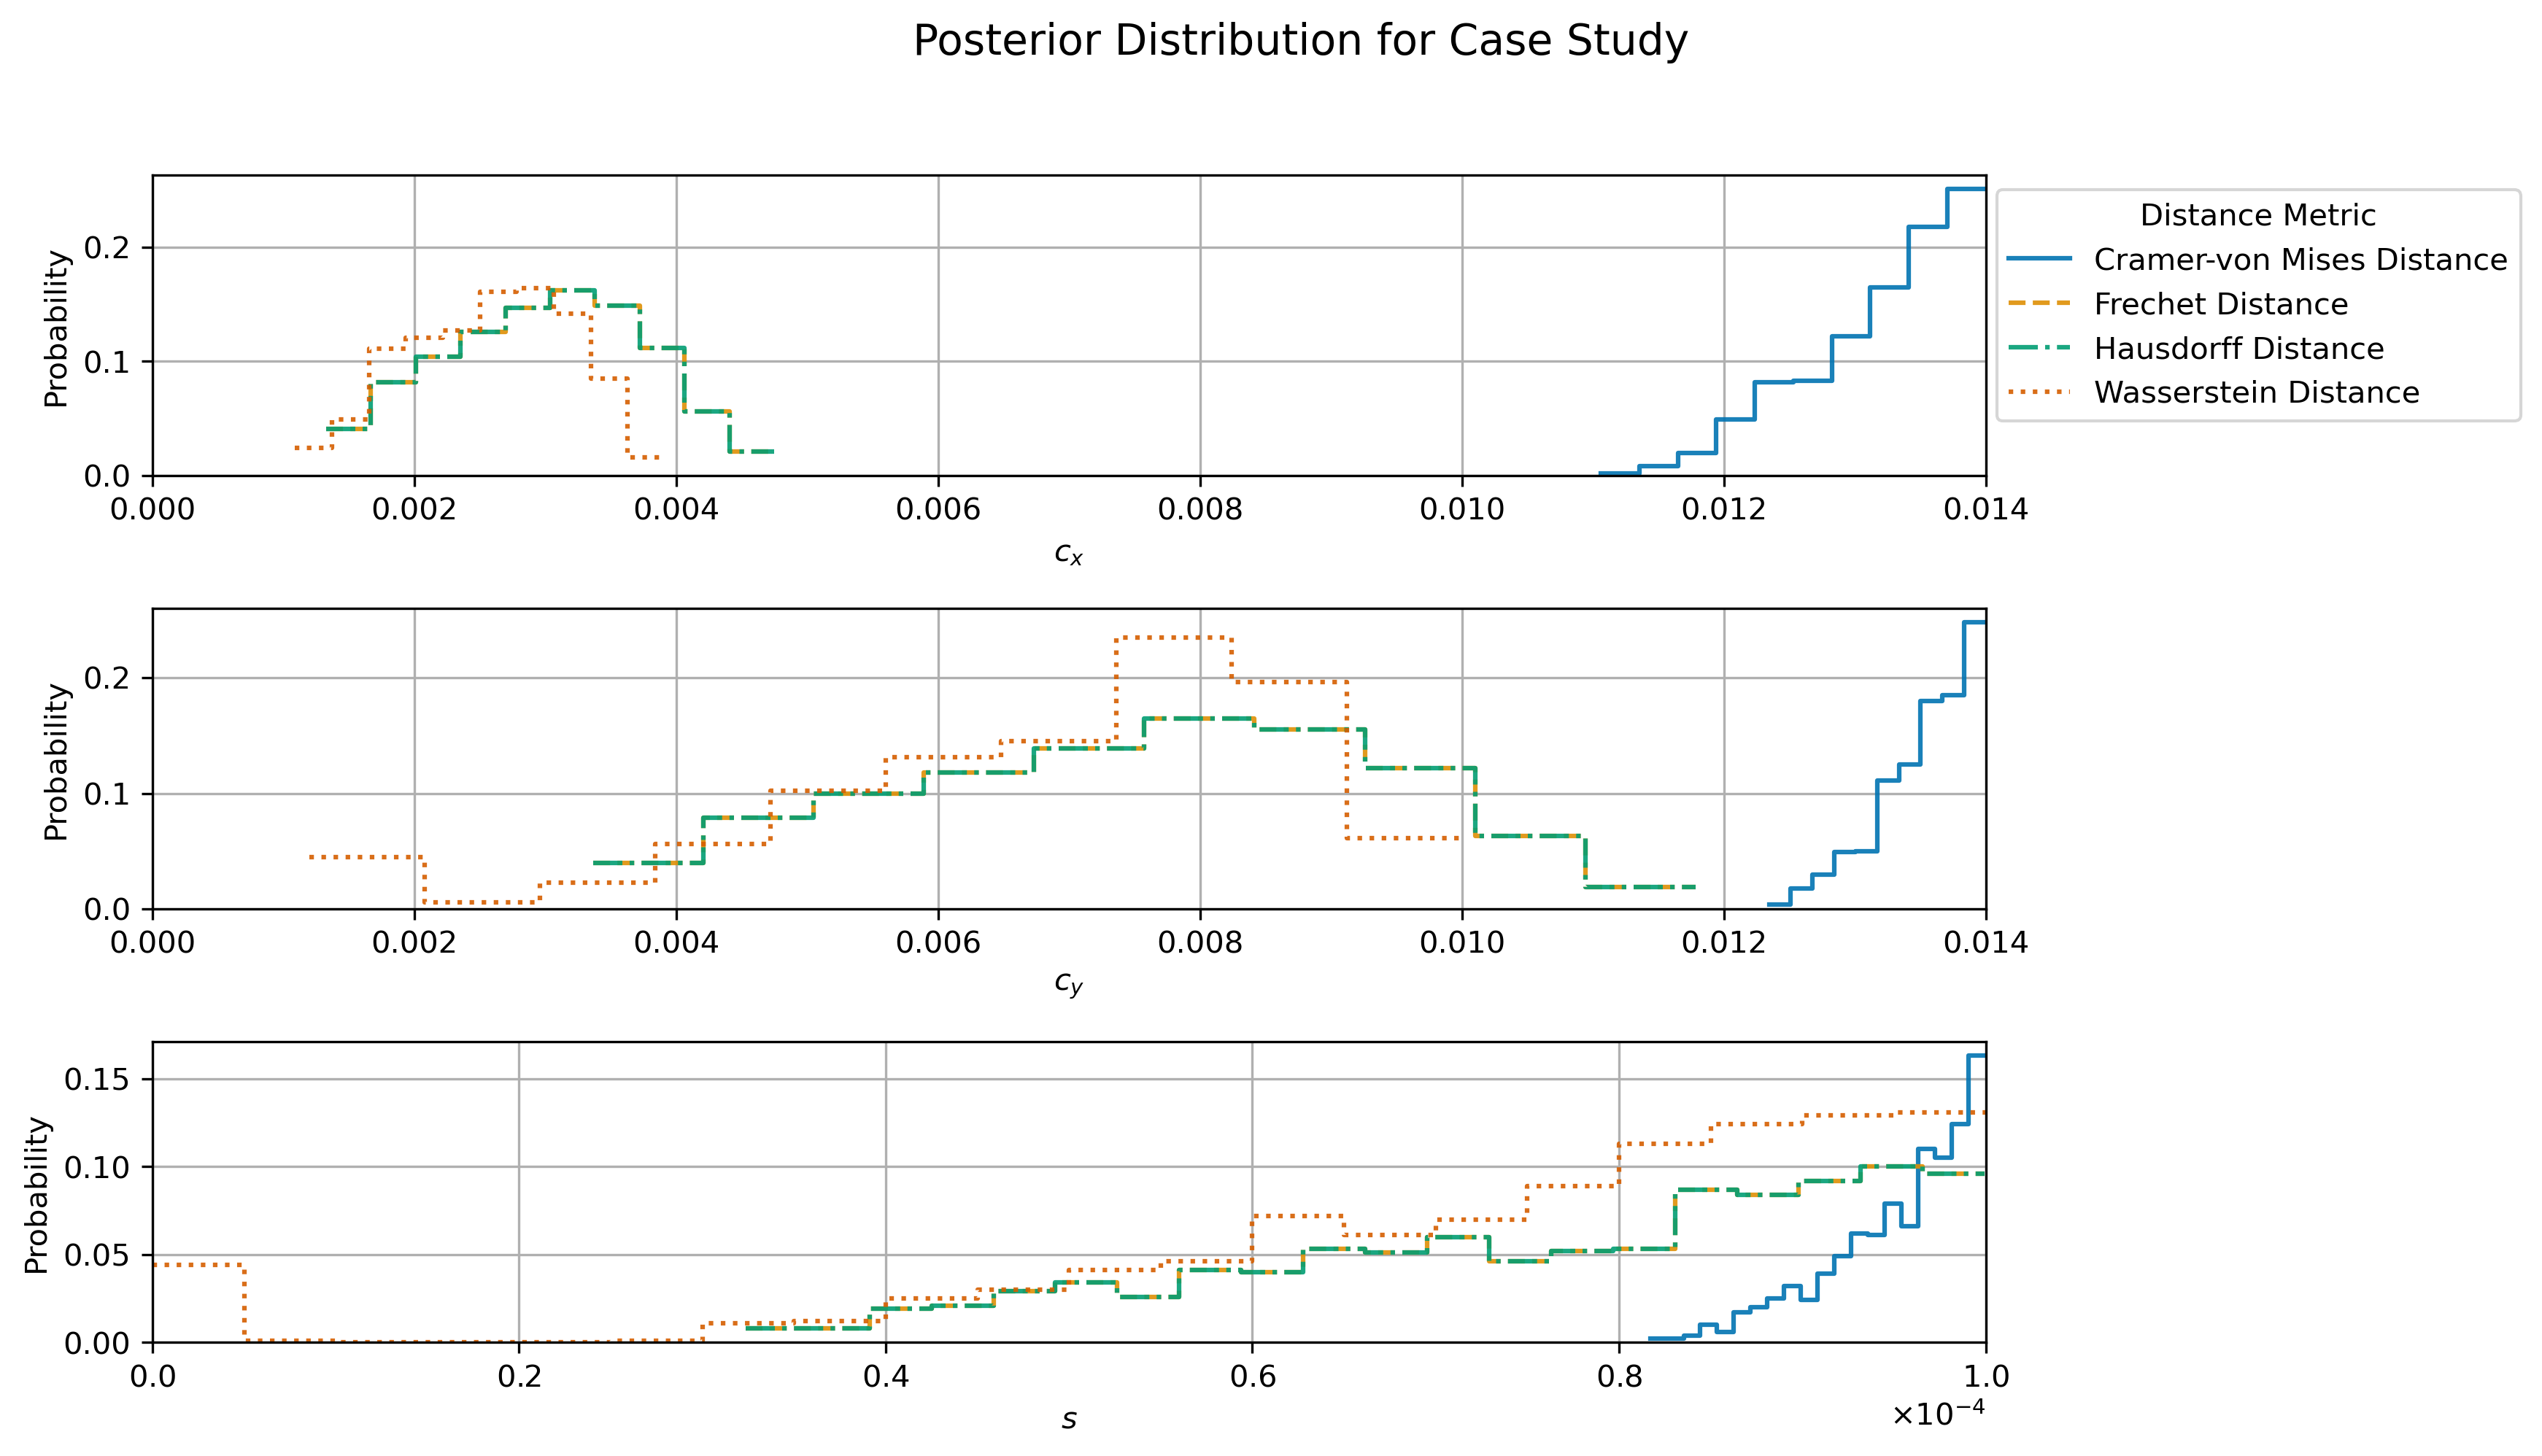 Posterior Distribution for Case Study
Probability
0.2
0.1
0.0
0.000 0.002 0.004 0.006 0.008 0.010 0.012 0.014
c_x
Distance Metric
Cramer-von Mises Distance
Frechet Distance
Hausdorff Distance
Wasserstein Distance
Probability
0.2
0.1
0.0
0.000 0.002 0.004 0.006 0.008 0.010 0.012 0.014
c_y
Probability
0.15
0.10
0.05
0.00
0.0 0.2 0.4 0.6 0.8 1.0
×10⁻⁴
s